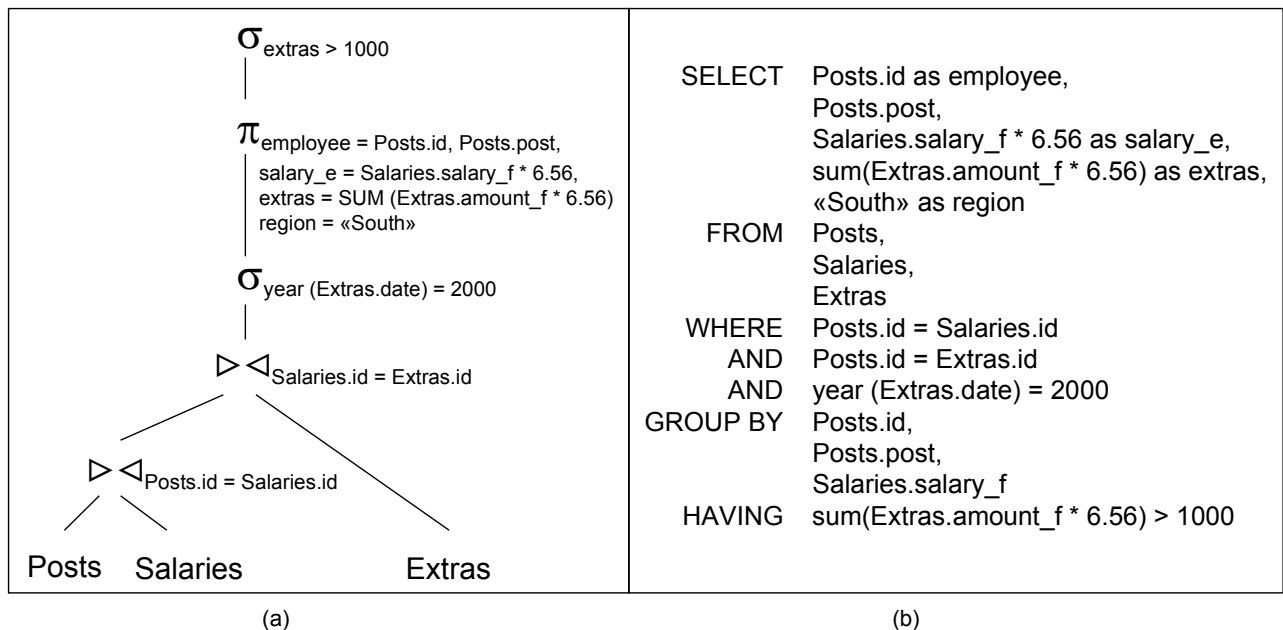 σ extras > 1000
π employee = Posts.id, Posts.post,
salary_e = Salaries.salary_f * 6.56,
extras = SUM (Extras.amount_f * 6.56)
region = «South»
σ year (Extras.date) = 2000
▷◁ Salaries.id = Extras.id
▷◁ Posts.id = Salaries.id
Posts Salaries Extras
(a)
SELECT Posts.id as employee,
Posts.post,
Salaries.salary_f * 6.56 as salary_e,
sum(Extras.amount_f * 6.56) as extras,
«South» as region
FROM Posts,
Salaries,
Extras
WHERE Posts.id = Salaries.id
AND Posts.id = Extras.id
AND year (Extras.date) = 2000
GROUP BY Posts.id,
Posts.post,
Salaries.salary_f
HAVING sum(Extras.amount_f * 6.56) > 1000
(b)